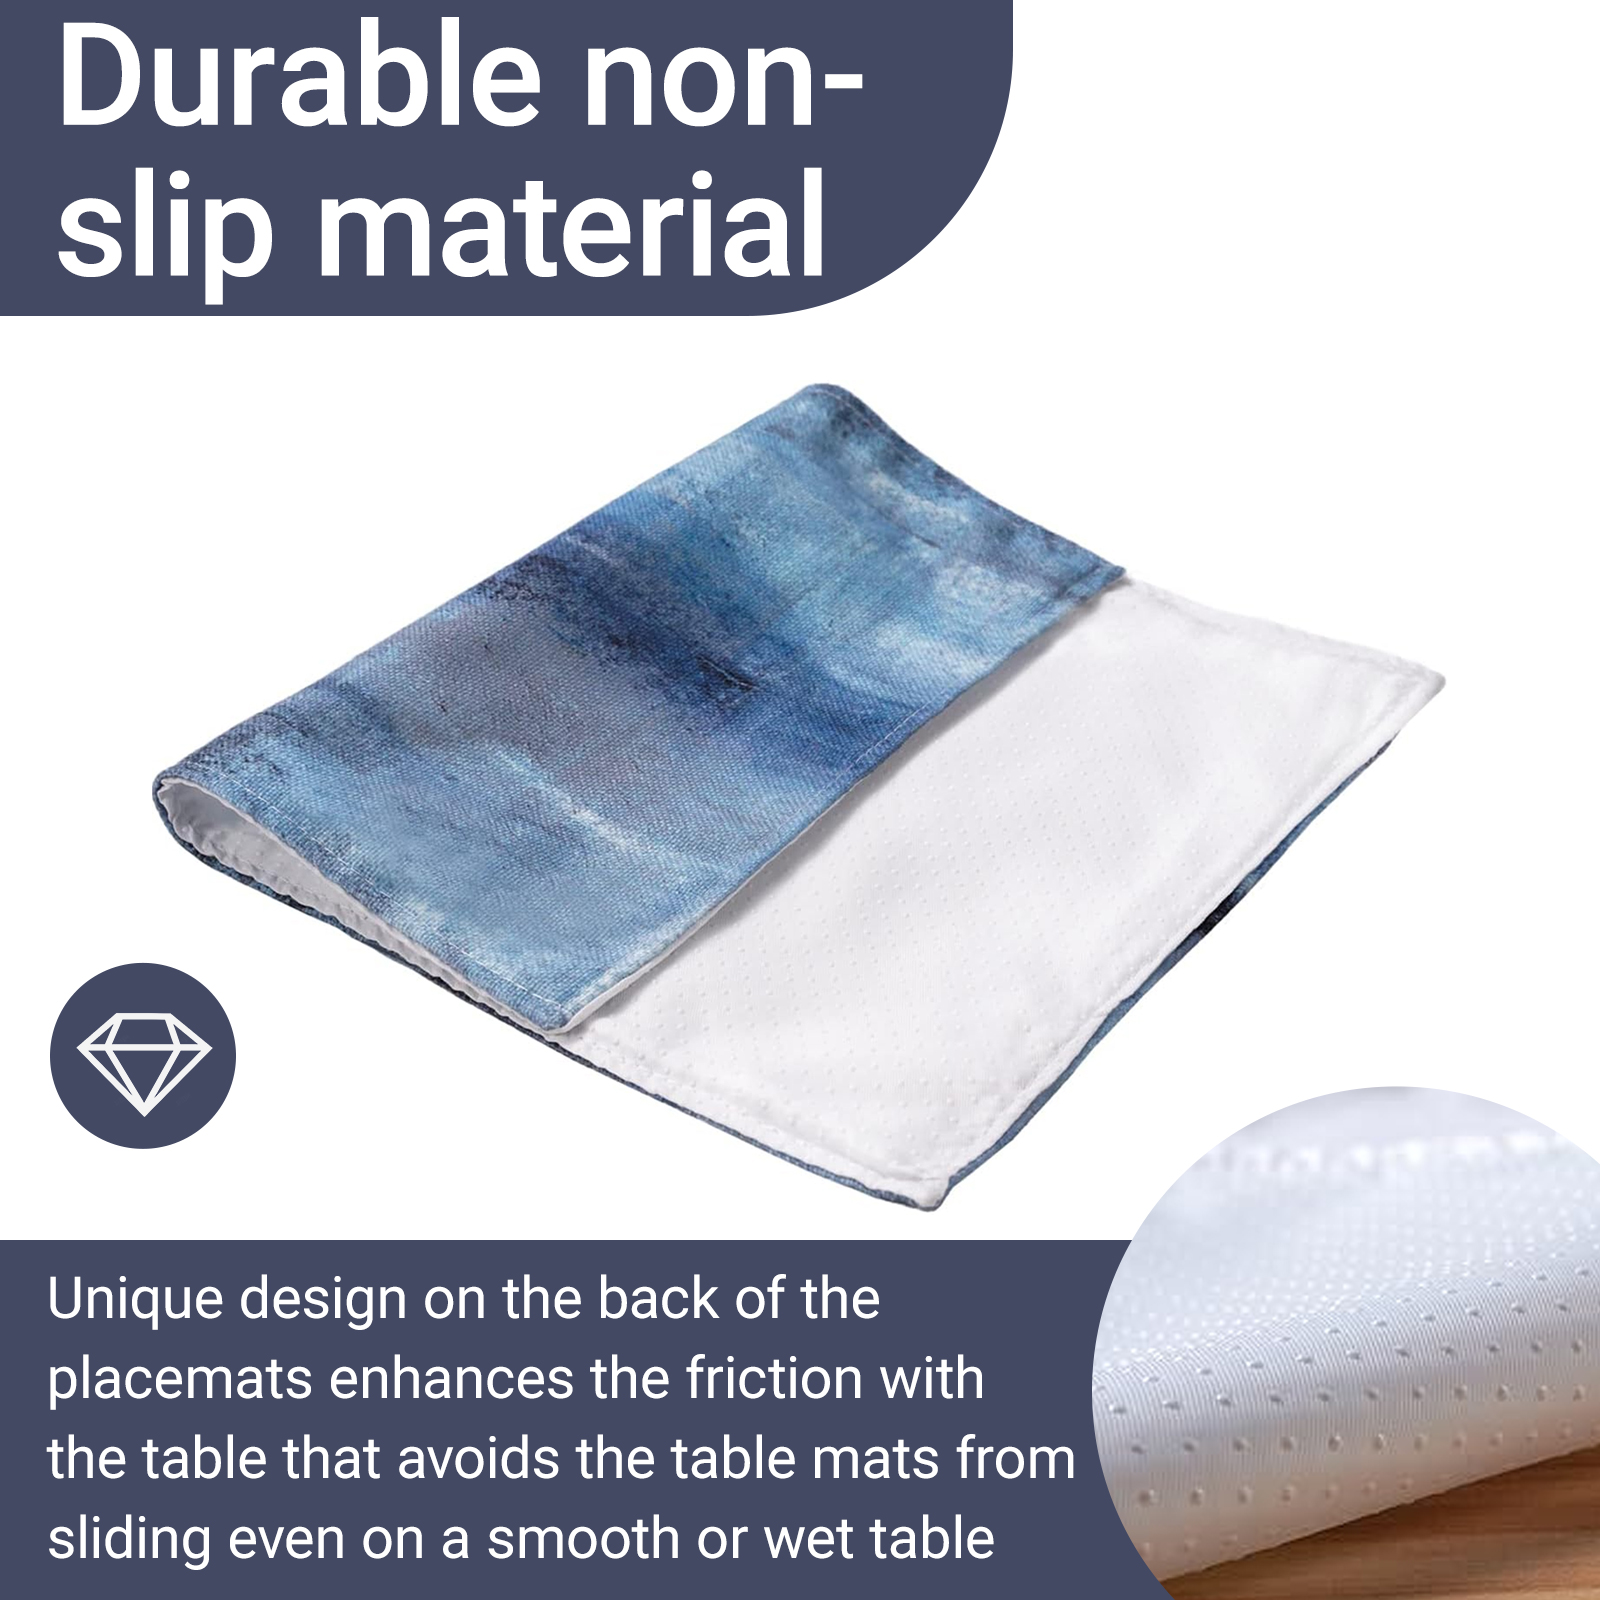 Durable non-
slip material
Unique design on the back of the
placemats enhances the friction with
the table that avoids the table mats from
sliding even on a smooth or wet table